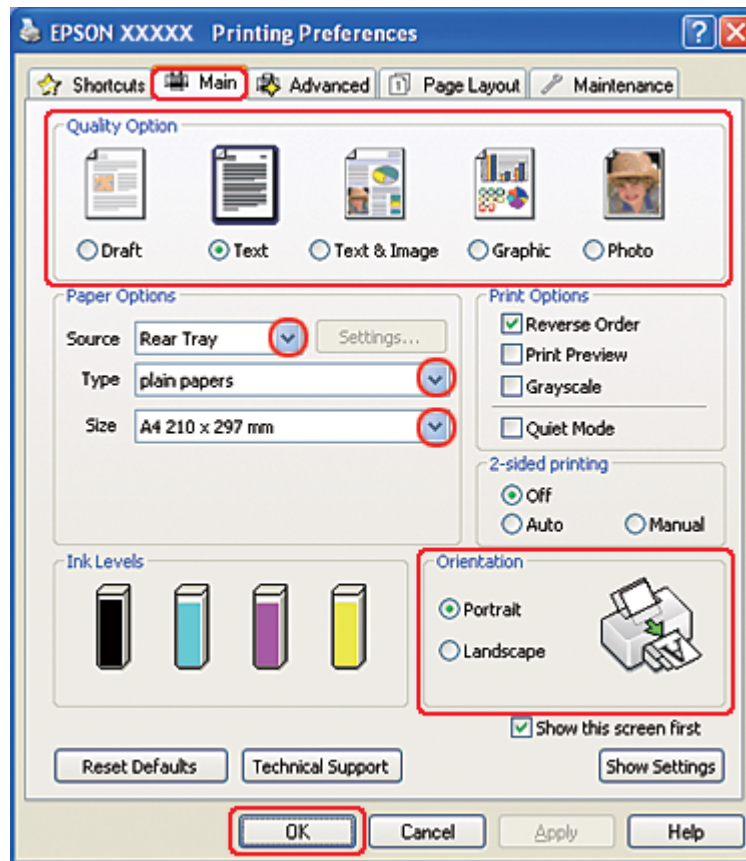 EPSON XXXXX Printing Preferences
Shortcuts Main Advanced Page Layout Maintenance
Quality Option
Draft Text Text & Image Graphic Photo
Paper Options
Source Rear Tray Settings...
Type plain papers
Size A4 210 x 297 mm
Print Options
Reverse Order
Print Preview
Grayscale
Quiet Mode
2-sided printing
Off
Auto Manual
Ink Levels
Orientation
Portrait
Landscape
Show this screen first
Reset Defaults Technical Support Show Settings
OK Cancel Apply Help